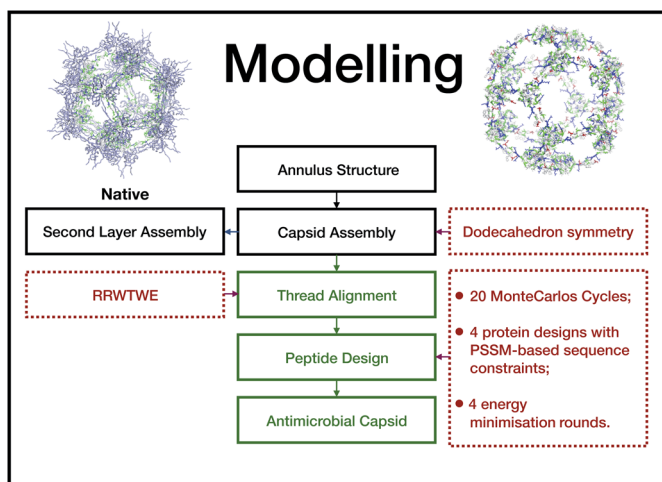 Modelling
Native
Annulus Structure
Second Layer Assembly
Capsid Assembly
Dodecahedron symmetry
RRWTWE
Thread Alignment
Peptide Design
Antimicrobial Capsid
● 20 MonteCarlos Cycles;
● 4 protein designs with
PSSM-based sequence
constraints;
● 4 energy
minimisation rounds.